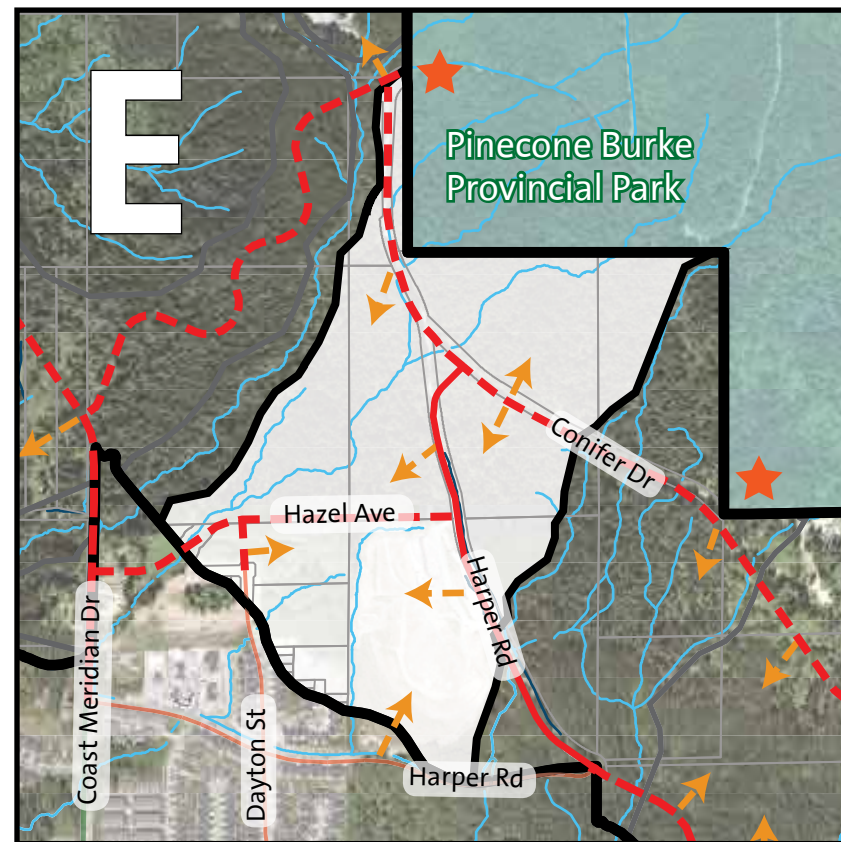 E
Pinecone Burke
Provincial Park
Conifer Dr
Hazel Ave
Harper Rd
Coast Meridian Dr
Dayton St
Harper Rd